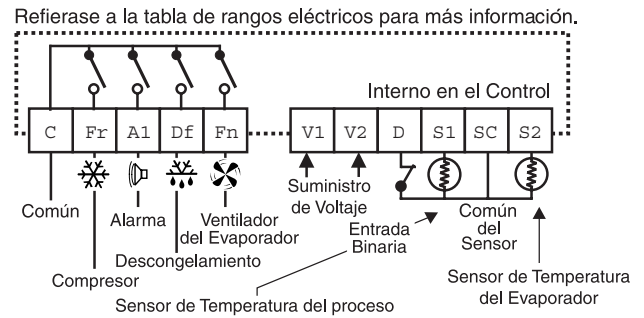 Refierase a la tabla de rangos eléctricos para más información.
Interno en el Control
C Fr A1 Df Fn V1 V2 D S1 SC S2
Común
Alarma
Ventilador
del Evaporador
Descongelamiento
Compresor
Suministro
de Voltaje
Entrada
Binaria
Común
del
Sensor
Sensor de Temperatura
del Evaporador
Sensor de Temperatura del proceso